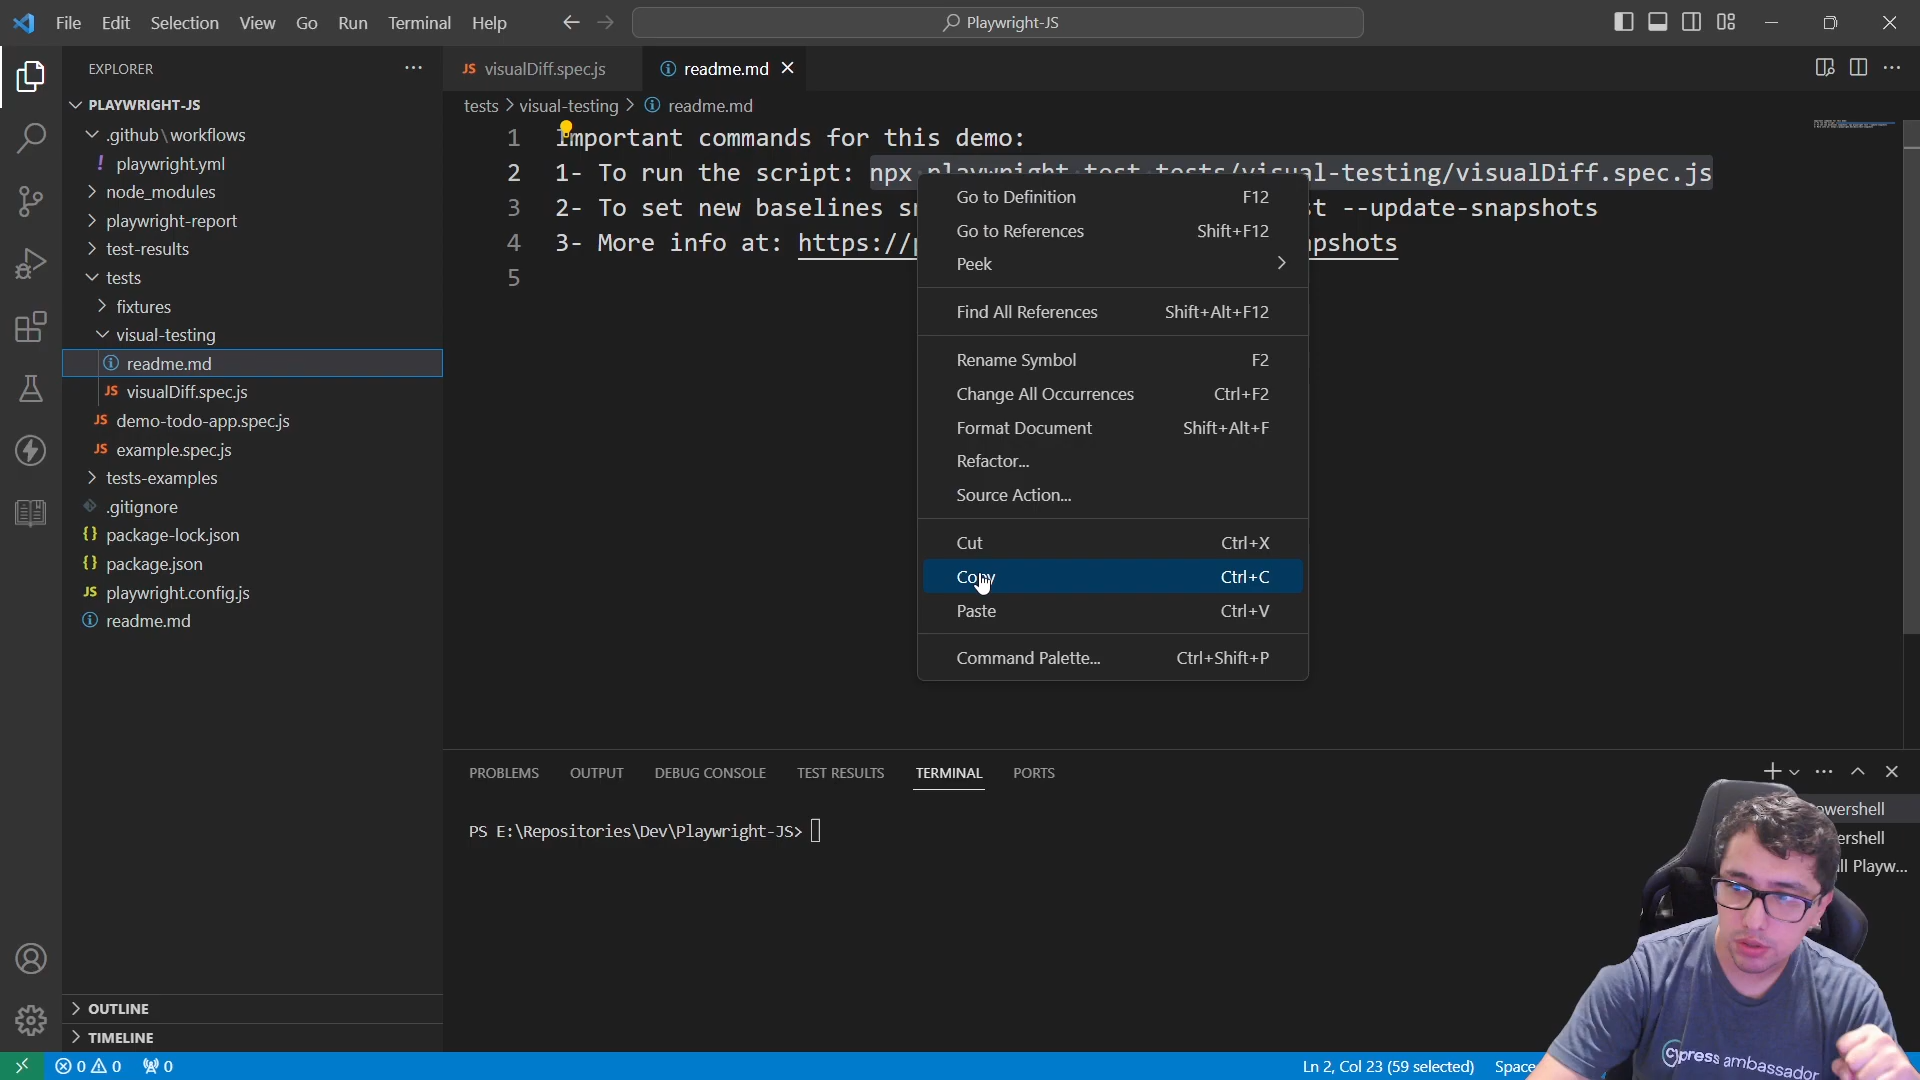 File Edit Selection View Go Run Terminal Help Playwright-JS
EXPLORER
PLAYWRIGHT-JS
.github\workflows
! playwright.yml
node_modules
playwright-report
test-results
tests
fixtures
visual-testing
readme.md
JS visualDiff.spec.js
JS demo-todo-app.spec.js
JS example.spec.js
tests-examples
.gitignore
{} package-lock.json
{} package.json
JS playwright.config.js
readme.md
OUTLINE
TIMELINE
JS visualDiff.spec.js readme.md
tests > visual-testing > readme.md
1 Important commands for this demo:
2 1- To run the script: npx playwright test tests/visual-testing/visualDiff.spec.js
3 2- To set new baselines --update-snapshots
4 3- More info at: https://
5
Go to Definition F12
Go to References Shift+F12
Peek
Find All References Shift+Alt+F12
Rename Symbol F2
Change All Occurrences Ctrl+F2
Format Document Shift+Alt+F
Refactor...
Source Action...
Cut Ctrl+X
Copy Ctrl+C
Paste Ctrl+V
Command Palette... Ctrl+Shift+P
PROBLEMS OUTPUT DEBUG CONSOLE TEST RESULTS TERMINAL PORTS
PS E:\Repositories\Dev\Playwright-JS>
owershell
ershell
ll Playw...
cypress ambassador
0 0 0 Ln 2, Col 23 (59 selected) Space